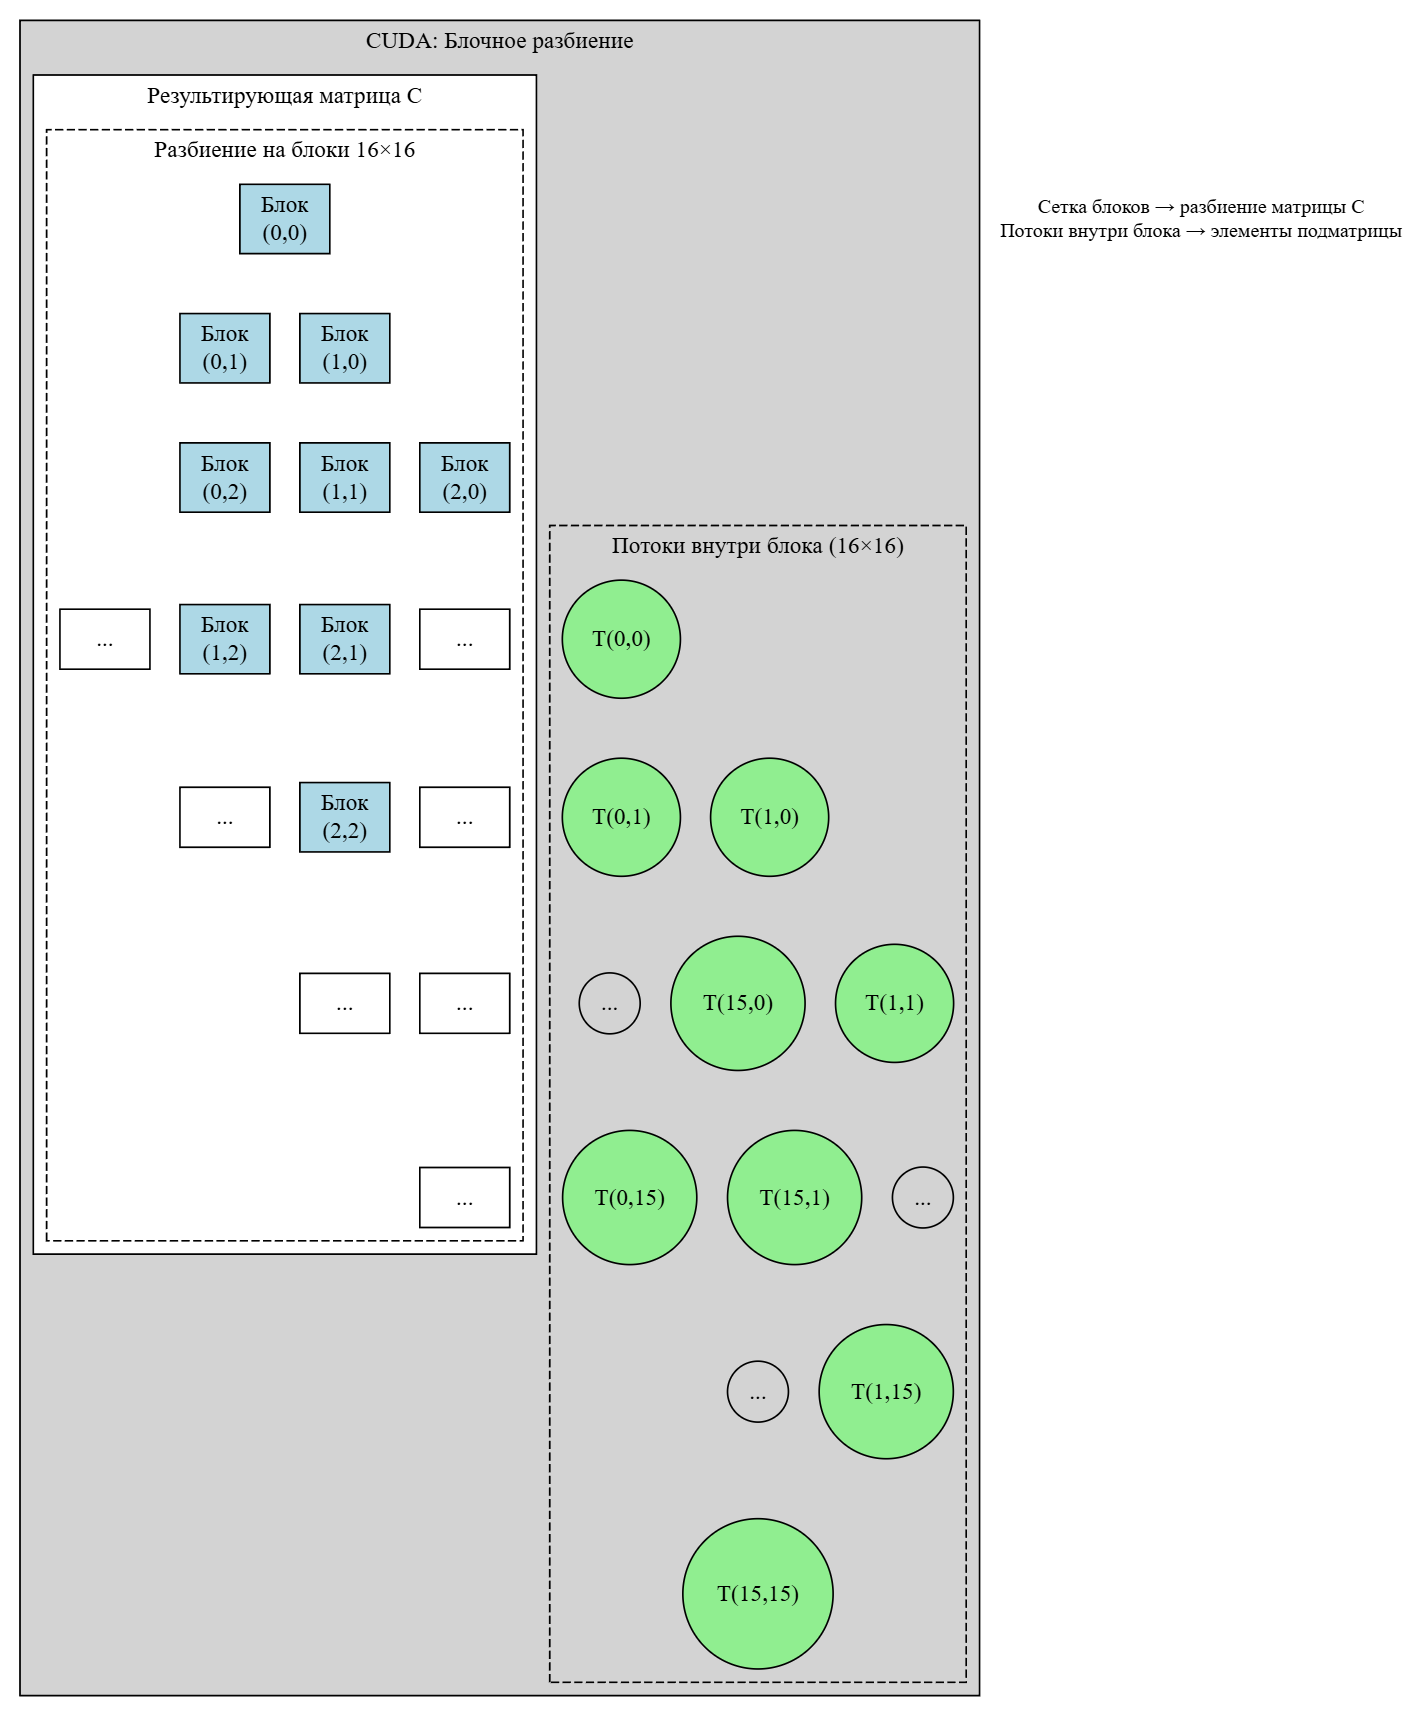 CUDA: Блочное разбиение
Результирующая матрица C
Разбиение на блоки 16×16
Блок
(0,0)
Блок
(0,1)
Блок
(1,0)
Блок
(0,2)
Блок
(1,1)
Блок
(2,0)
...
Блок
(1,2)
Блок
(2,1)
...
...
Блок
(2,2)
...
...
...
...
Потоки внутри блока (16×16)
T(0,0)
T(0,1)
T(1,0)
...
T(15,0)
T(1,1)
T(0,15)
T(15,1)
...
...
T(1,15)
T(15,15)
Сетка блоков → разбиение матрицы C
Потоки внутри блока → элементы подматрицы